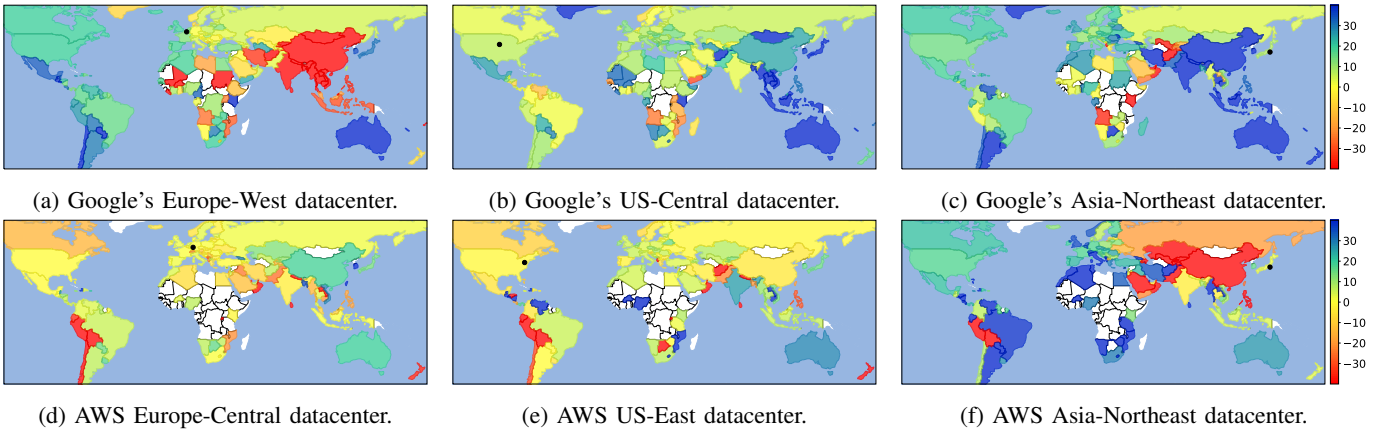 30
20
10
0
−10
−20
−30
(a) Google's Europe-West datacenter.
(b) Google's US-Central datacenter.
(c) Google's Asia-Northeast datacenter.
30
20
10
0
−10
−20
−30
(d) AWS Europe-Central datacenter.
(e) AWS US-East datacenter.
(f) AWS Asia-Northeast datacenter.